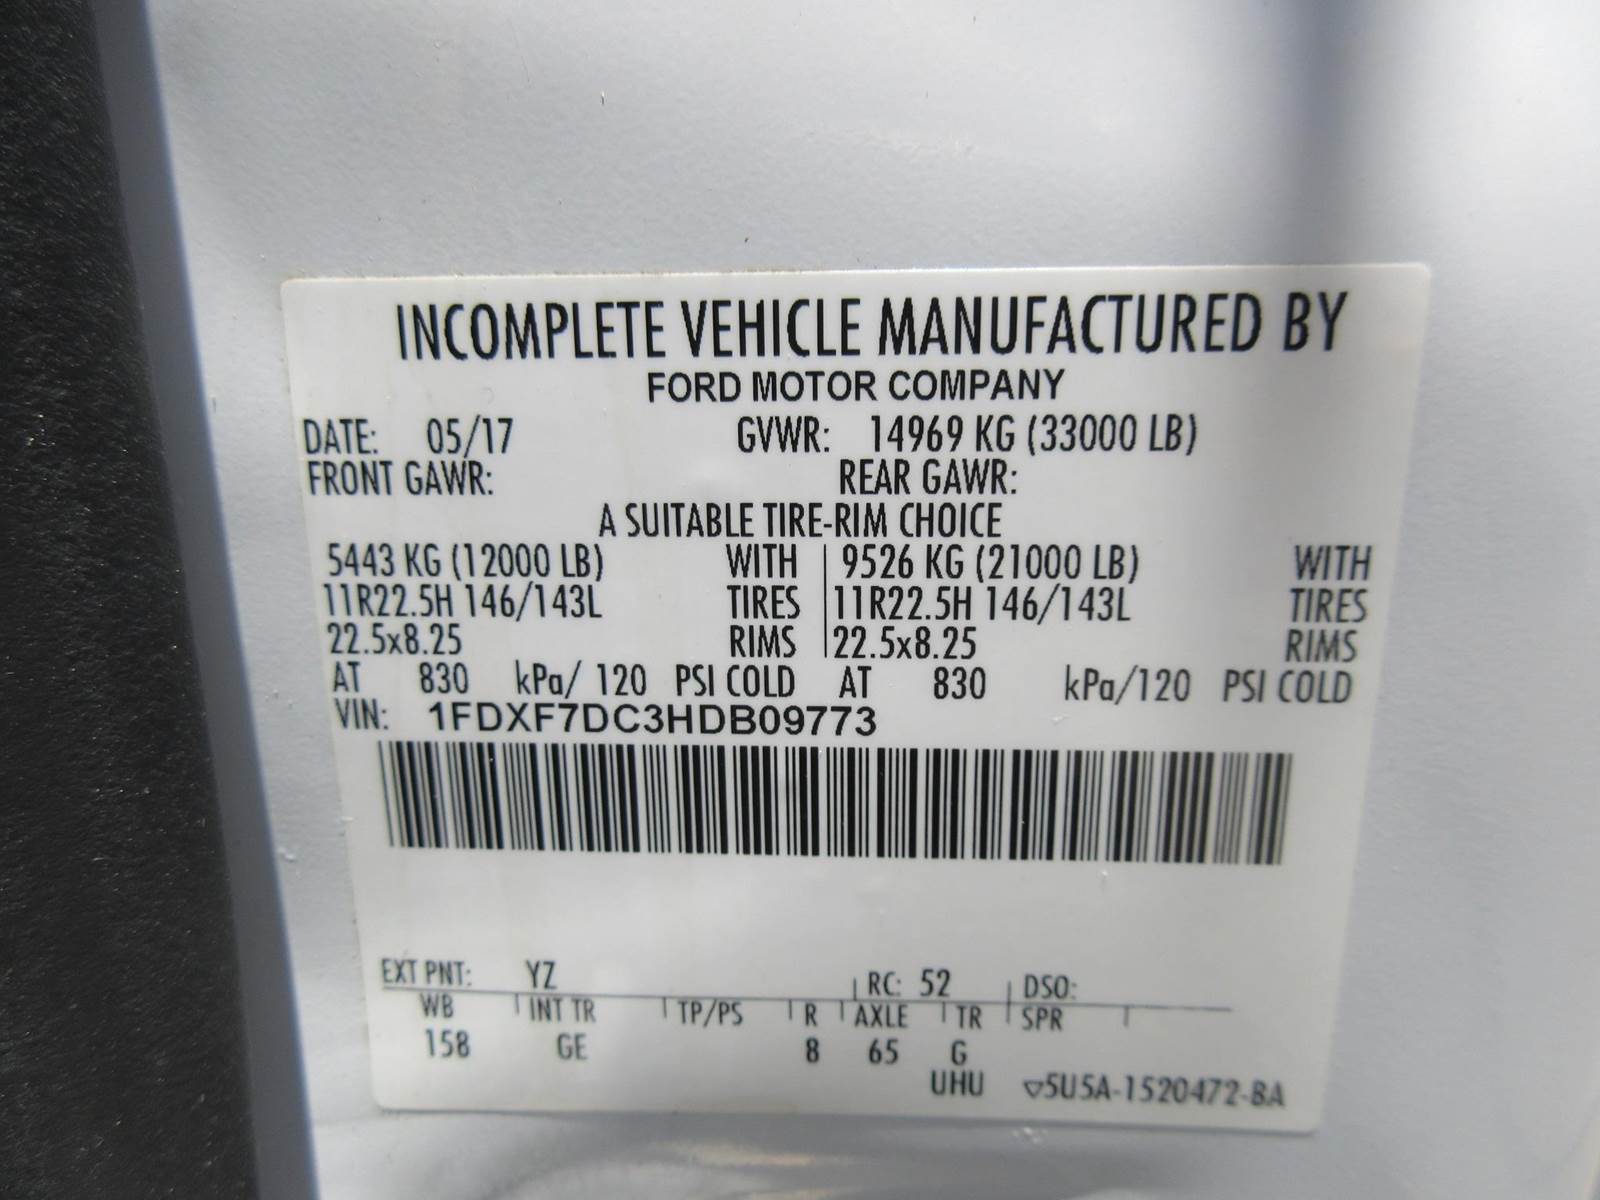 INCOMPLETE VEHICLE MANUFACTURED BY
FORD MOTOR COMPANY
DATE: 05/17 GVWR: 14969 KG (33000 LB)
FRONT GAWR: REAR GAWR:
A SUITABLE TIRE-RIM CHOICE
5443 KG (12000 LB) WITH 9526 KG (21000 LB) WITH
11R22.5H 146/143L TIRES 11R22.5H 146/143L TIRES
22.5x8.25 RIMS 22.5x8.25 RIMS
AT 830 kPa/ 120 PSI COLD AT 830 kPa/120 PSI COLD
VIN: 1FDXF7DC3HDB09773
EXT PNT: YZ RC: 52 DSO:
WB INT TR TP/PS R AXLE TR SPR
158 GE 8 65 G
UHU ▽5U5A-1520472-BA